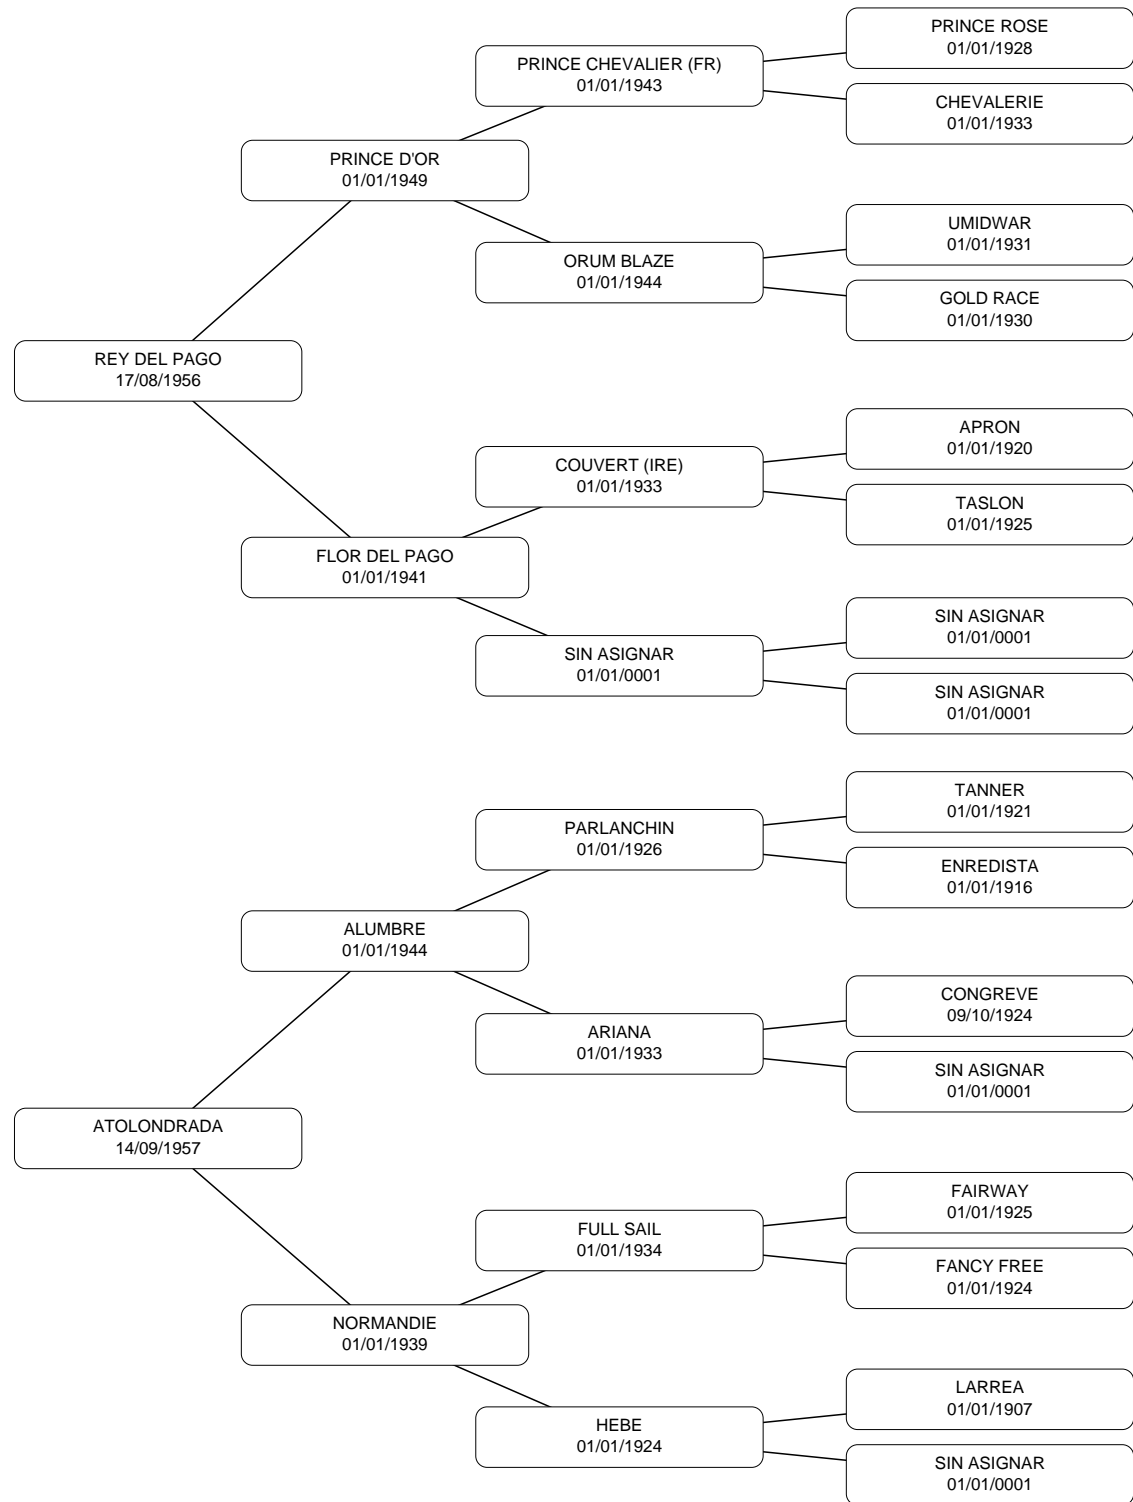 PRINCE ROSE
01/01/1928
PRINCE CHEVALIER (FR)
01/01/1943
CHEVALERIE
01/01/1933
PRINCE D'OR
01/01/1949
UMIDWAR
01/01/1931
ORUM BLAZE
01/01/1944
GOLD RACE
01/01/1930
REY DEL PAGO
17/08/1956
APRON
01/01/1920
COUVERT (IRE)
01/01/1933
TASLON
01/01/1925
FLOR DEL PAGO
01/01/1941
SIN ASIGNAR
01/01/0001
SIN ASIGNAR
01/01/0001
SIN ASIGNAR
01/01/0001
TANNER
01/01/1921
PARLANCHIN
01/01/1926
ENREDISTA
01/01/1916
ALUMBRE
01/01/1944
CONGREVE
09/10/1924
ARIANA
01/01/1933
SIN ASIGNAR
01/01/0001
ATOLONDRADA
14/09/1957
FAIRWAY
01/01/1925
FULL SAIL
01/01/1934
FANCY FREE
01/01/1924
NORMANDIE
01/01/1939
LARREA
01/01/1907
HEBE
01/01/1924
SIN ASIGNAR
01/01/0001